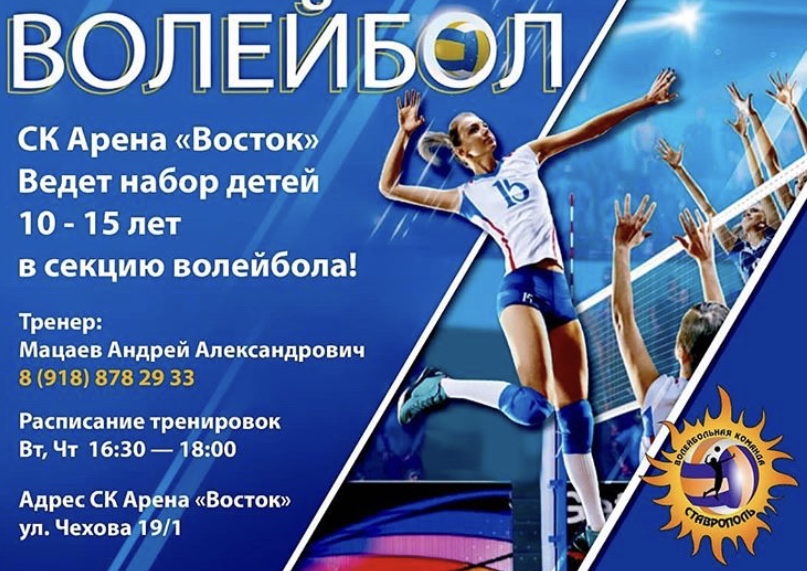 ВОЛЕЙБОЛ
СК Арена «Восток»
Ведет набор детей
10 - 15 лет
в секцию волейбола!
Тренер:
Мацаев Андрей Александрович
8 (918) 878 29 33
Расписание тренировок
Вт, Чт 16:30 — 18:00
Адрес СК Арена «Восток»
ул. Чехова 19/1
15
15
ВОЛЕЙБОЛЬНАЯ КОМАНДА
СТАВРОПОЛЬ